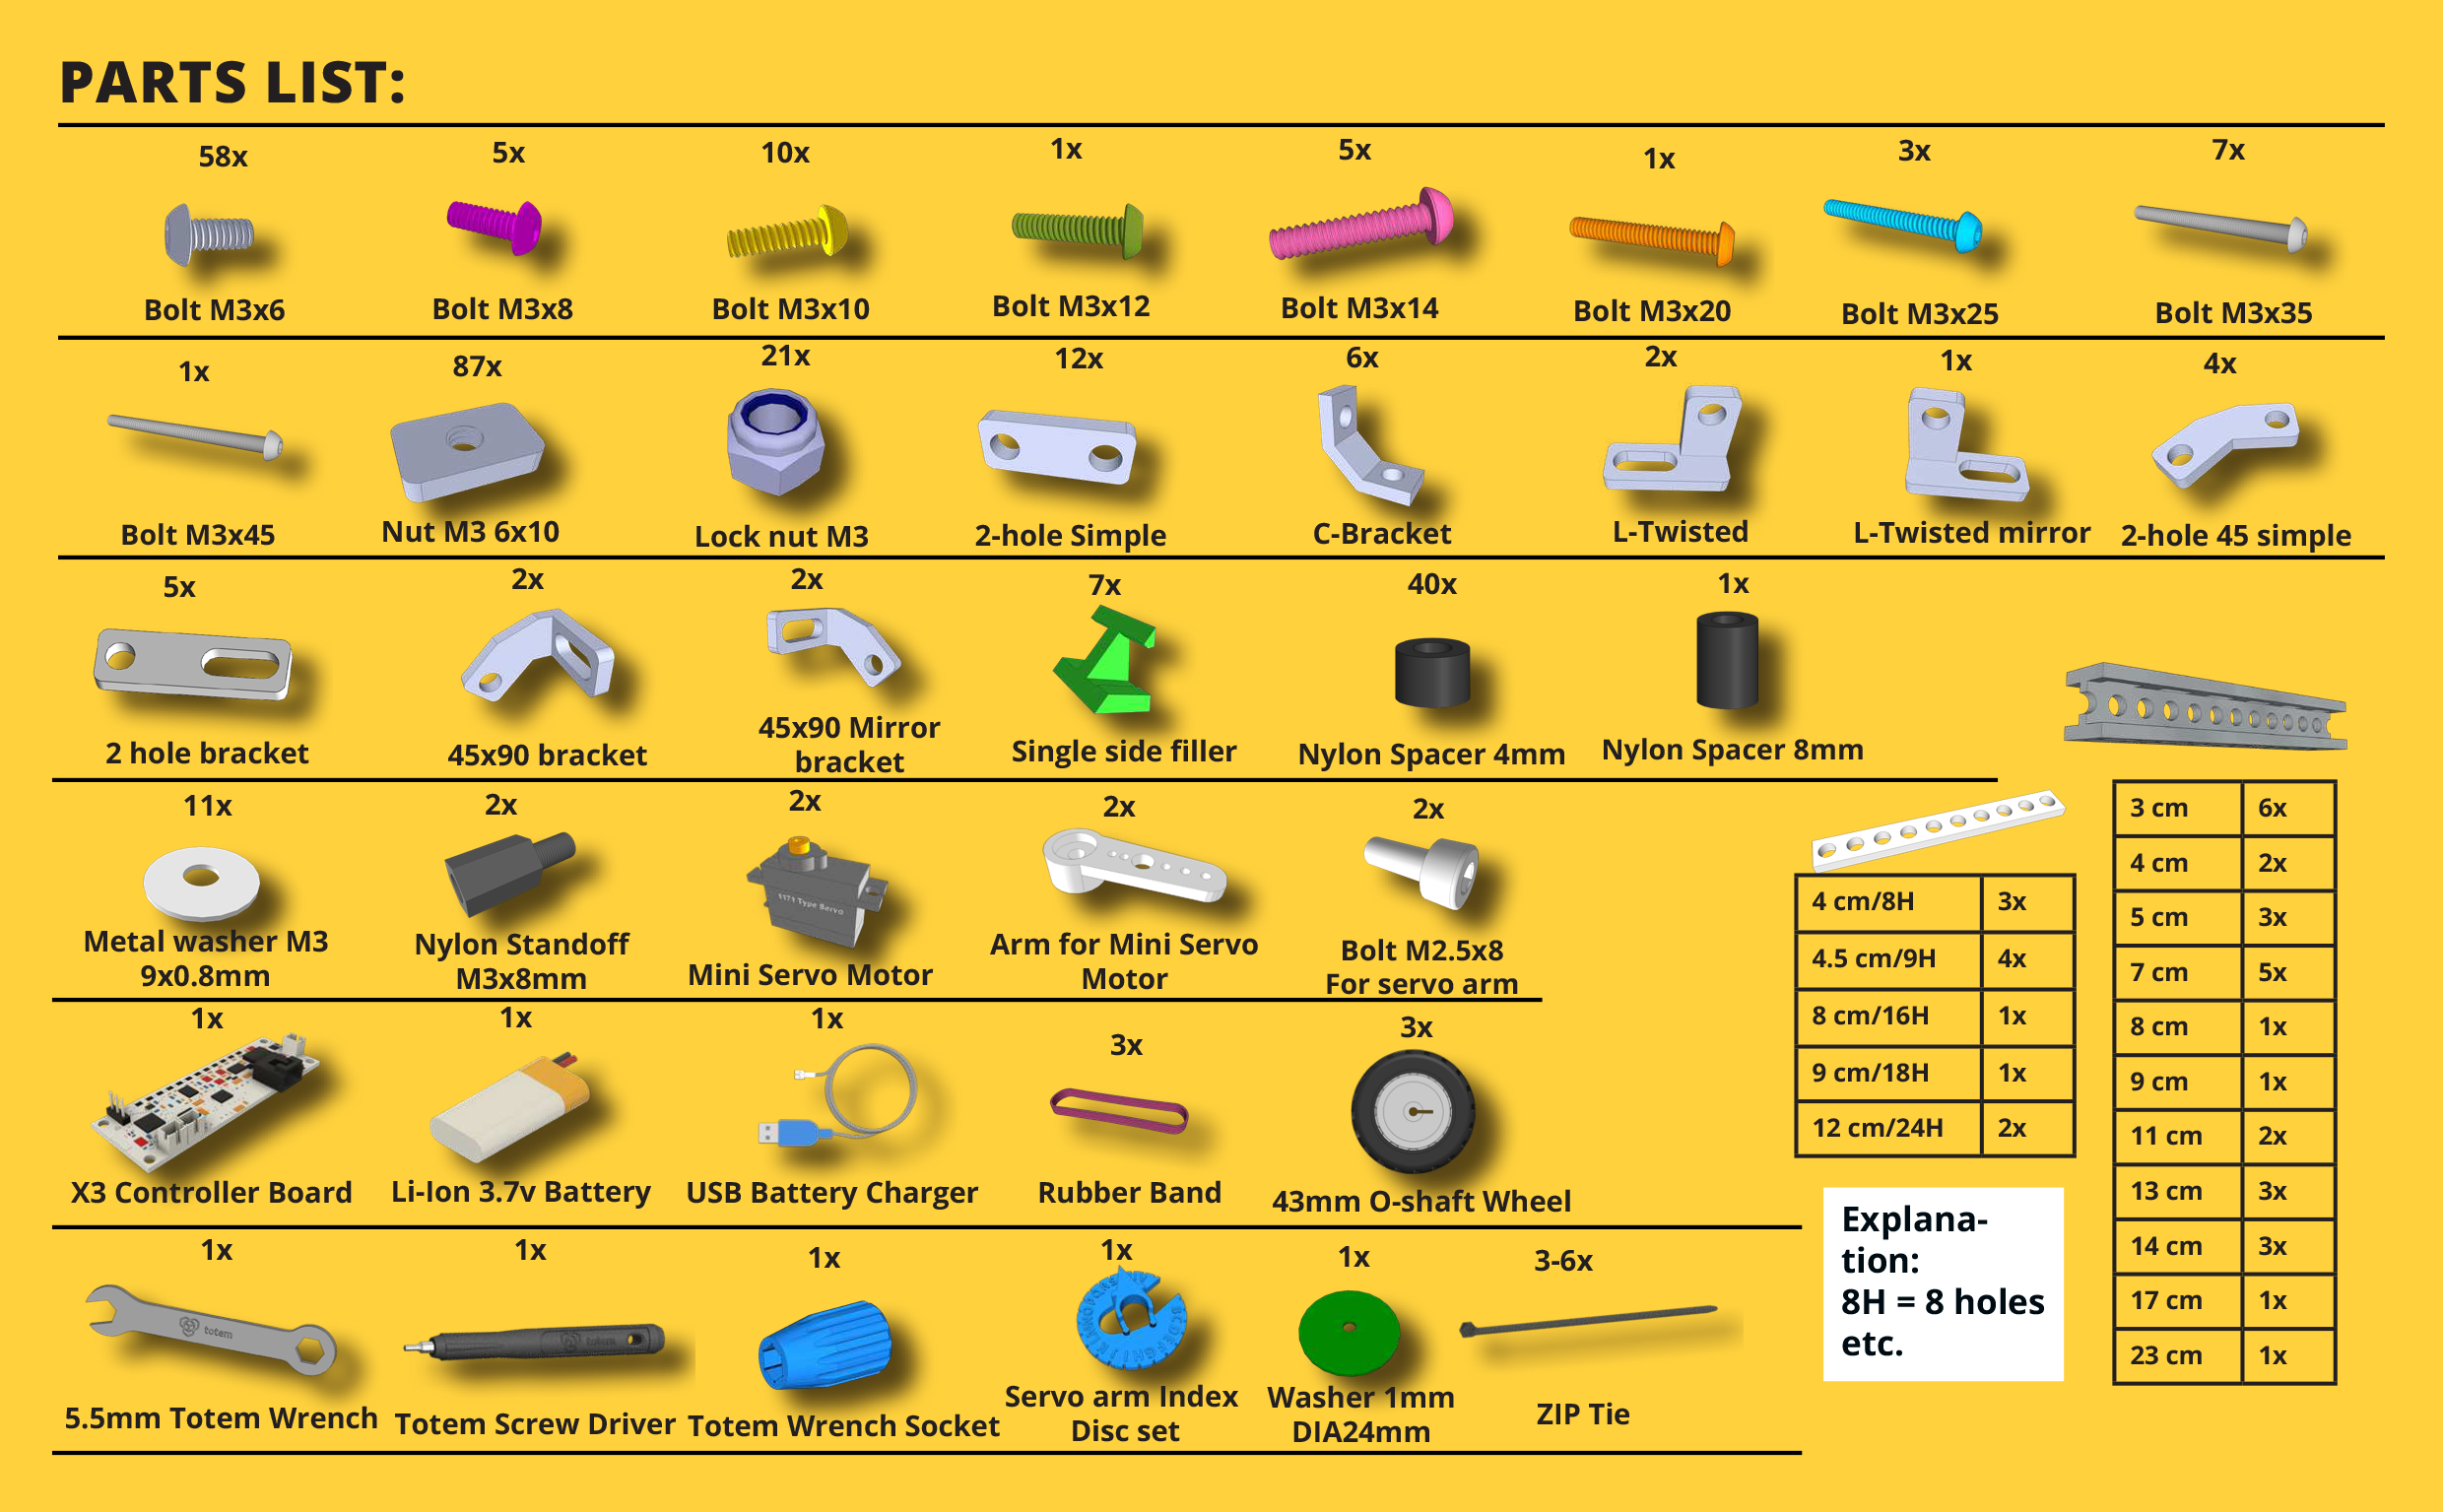 PARTS LIST:
58x
5x
10x
1x
5x
1x
3x
7x
Bolt M3x6
Bolt M3x8
Bolt M3x10
Bolt M3x12
Bolt M3x14
Bolt M3x20
Bolt M3x25
Bolt M3x35
1x
87x
21x
12x
6x
2x
1x
4x
Bolt M3x45
Nut M3 6x10
Lock nut M3
2-hole Simple
C-Bracket
L-Twisted
L-Twisted mirror
2-hole 45 simple
5x
2x
2x
7x
40x
1x
2 hole bracket
45x90 bracket
45x90 Mirror
bracket
Single side filler
Nylon Spacer 4mm
Nylon Spacer 8mm
11x
2x
2x
2x
2x
1171 Type Servo
Metal washer M3
9x0.8mm
Nylon Standoff
M3x8mm
Mini Servo Motor
Arm for Mini Servo
Motor
Bolt M2.5x8
For servo arm
1x
1x
1x
3x
3x
X3 Controller Board
Li-Ion 3.7v Battery
USB Battery Charger
Rubber Band
43mm O-shaft Wheel
1x
1x
1x
1x
1x
3-6x
totem
totem
5.5mm Totem Wrench
Totem Screw Driver
Totem Wrench Socket
Servo arm Index
Disc set
Washer 1mm
DIA24mm
ZIP Tie
4 cm/8H 3x
4.5 cm/9H 4x
8 cm/16H 1x
9 cm/18H 1x
12 cm/24H 2x
Explana-
tion:
8H = 8 holes
etc.
3 cm 6x
4 cm 2x
5 cm 3x
7 cm 5x
8 cm 1x
9 cm 1x
11 cm 2x
13 cm 3x
14 cm 3x
17 cm 1x
23 cm 1x